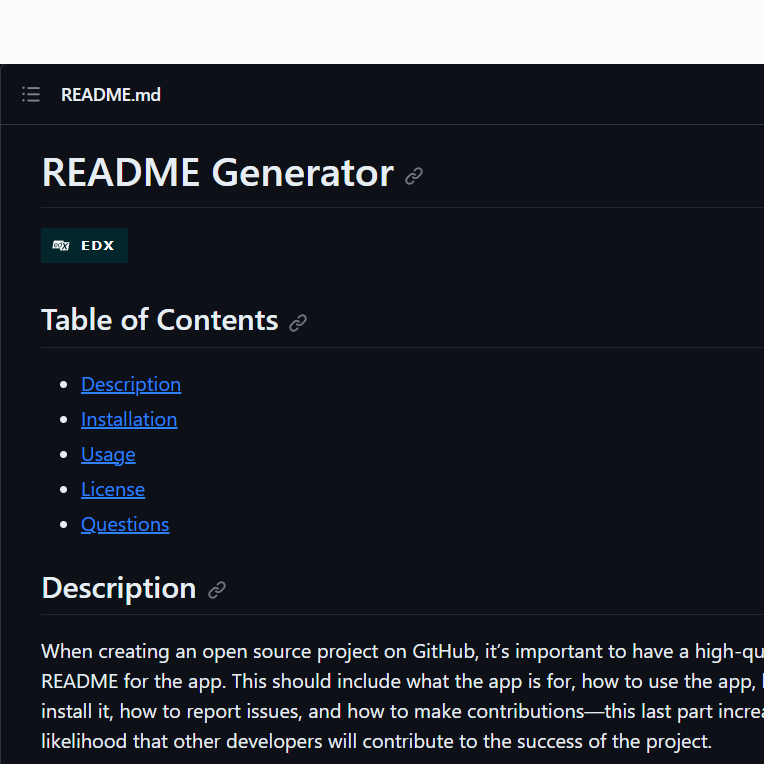 README.md
README Generator
edX EDX
Table of Contents
Description
Installation
Usage
License
Questions
Description
When creating an open source project on GitHub, it’s important to have a high-qu
README for the app. This should include what the app is for, how to use the app,
install it, how to report issues, and how to make contributions—this last part increa
likelihood that other developers will contribute to the success of the project.